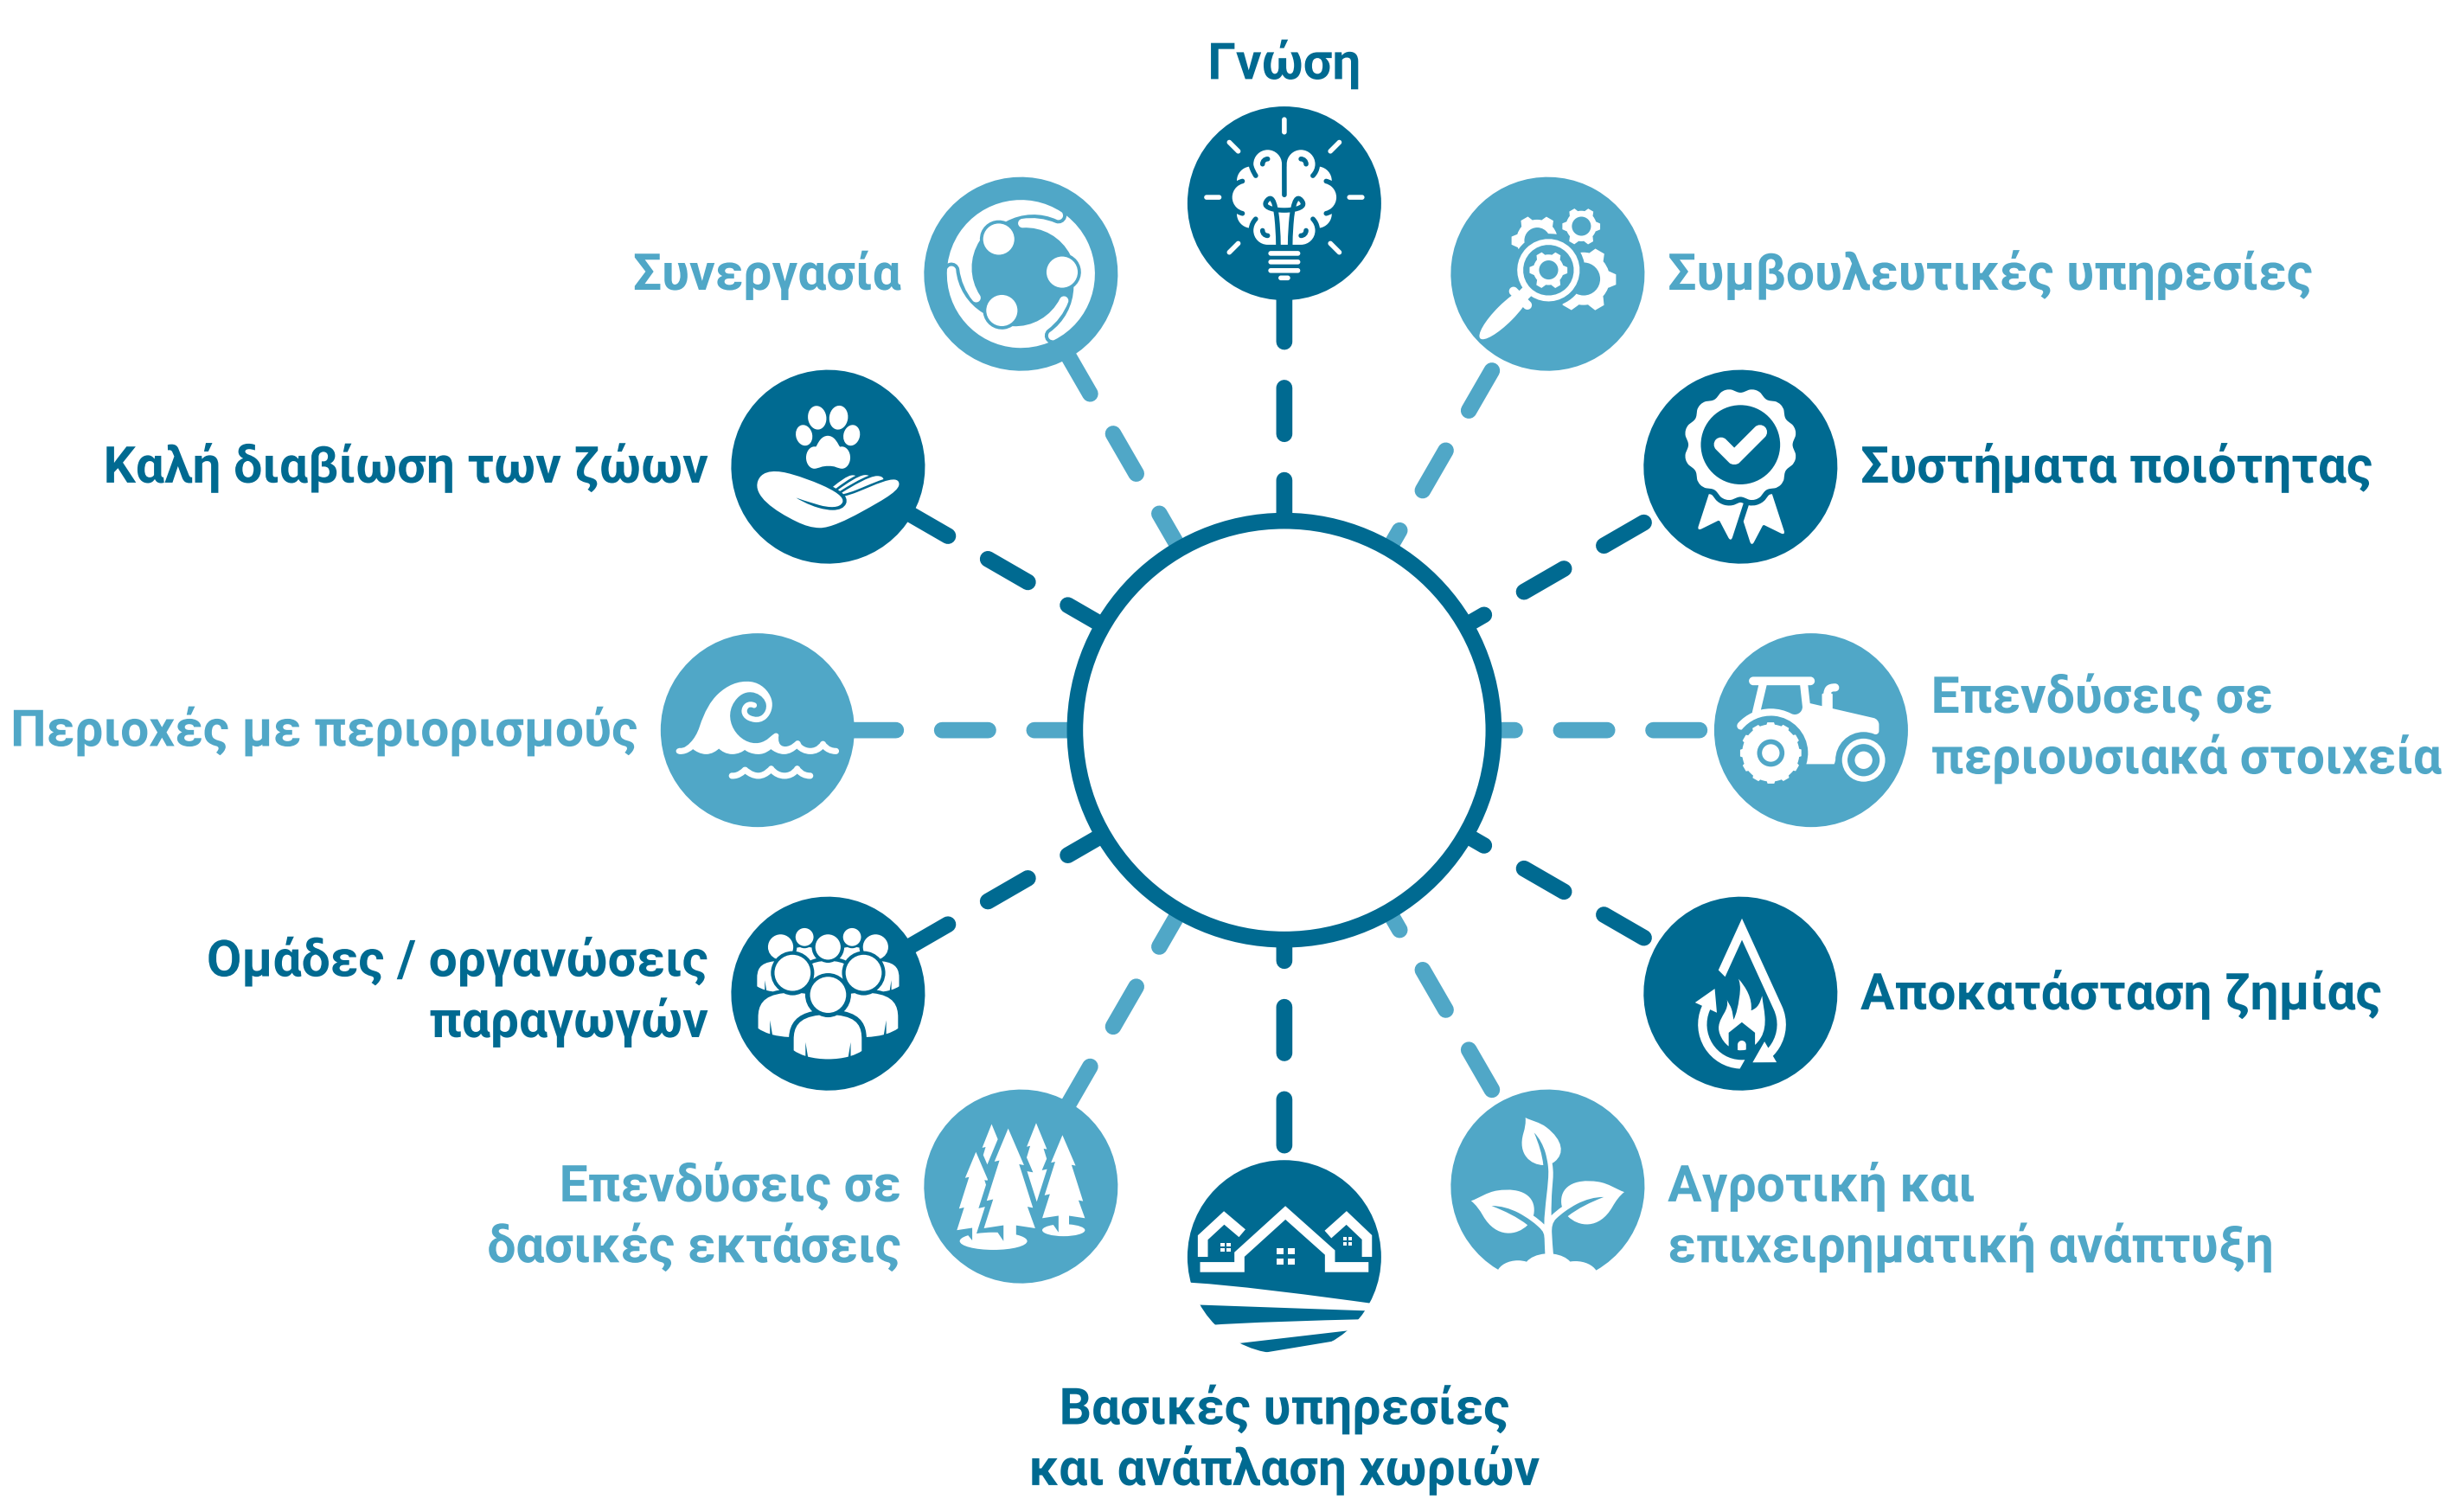 Γνώση
Συνεργασία
Συμβουλευτικές υπηρεσίες
Καλή διαβίωση των ζώων
Συστήματα ποιότητας
Περιοχές με περιορισμούς
Επενδύσεις σε
περιουσιακά στοιχεία
Ομάδες / οργανώσεις
παραγωγών
Αποκατάσταση ζημίας
Επενδύσεις σε
δασικές εκτάσεις
Αγροτική και
επιχειρηματική ανάπτυξη
Βασικές υπηρεσίες
και ανάπλαση χωριών